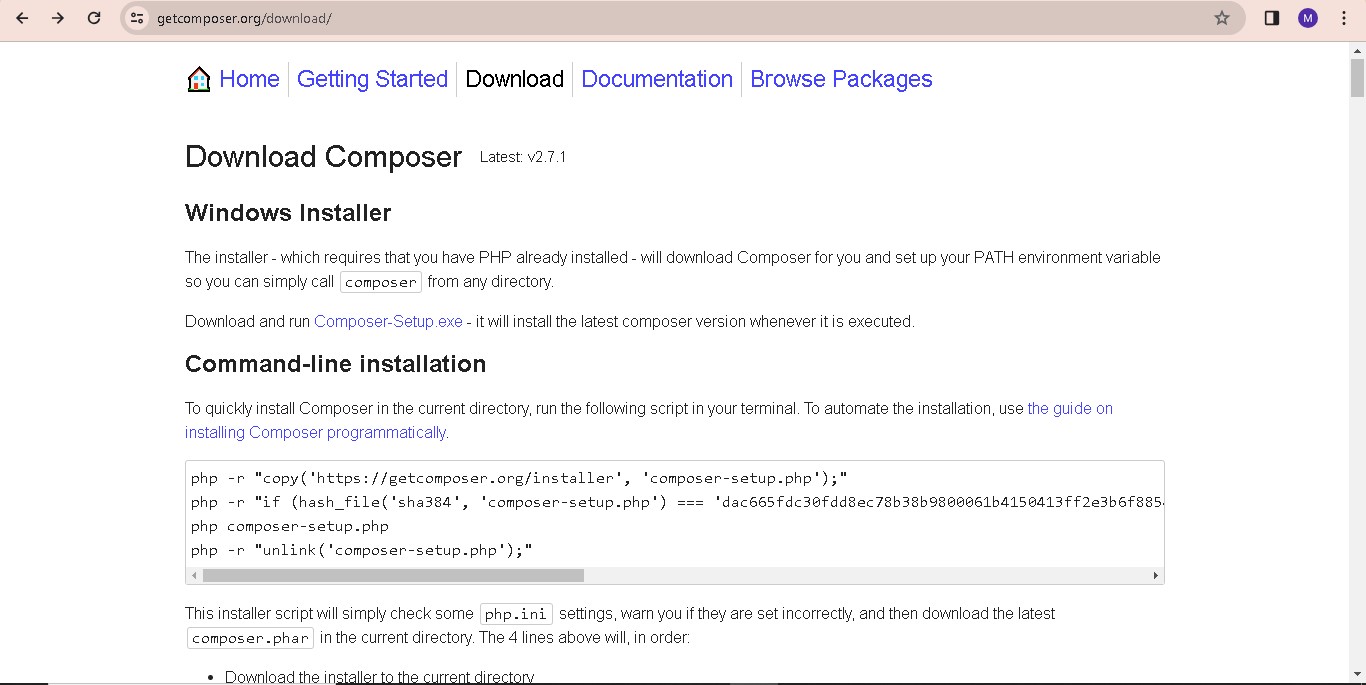 getcomposer.org/download/
M
Home Getting Started Download Documentation Browse Packages
Download Composer Latest: v2.7.1
Windows Installer
The installer - which requires that you have PHP already installed - will download Composer for you and set up your PATH environment variable
so you can simply call composer from any directory.
Download and run Composer-Setup.exe - it will install the latest composer version whenever it is executed.
Command-line installation
To quickly install Composer in the current directory, run the following script in your terminal. To automate the installation, use the guide on
installing Composer programmatically.
php -r "copy('https://getcomposer.org/installer', 'composer-setup.php');"
php -r "if (hash_file('sha384', 'composer-setup.php') === 'dac665fdc30fdd8ec78b38b9800061b4150413ff2e3b6f885
php composer-setup.php
php -r "unlink('composer-setup.php');"
This installer script will simply check some php.ini settings, warn you if they are set incorrectly, and then download the latest
composer.phar in the current directory. The 4 lines above will, in order:
• Download the installer to the current directory